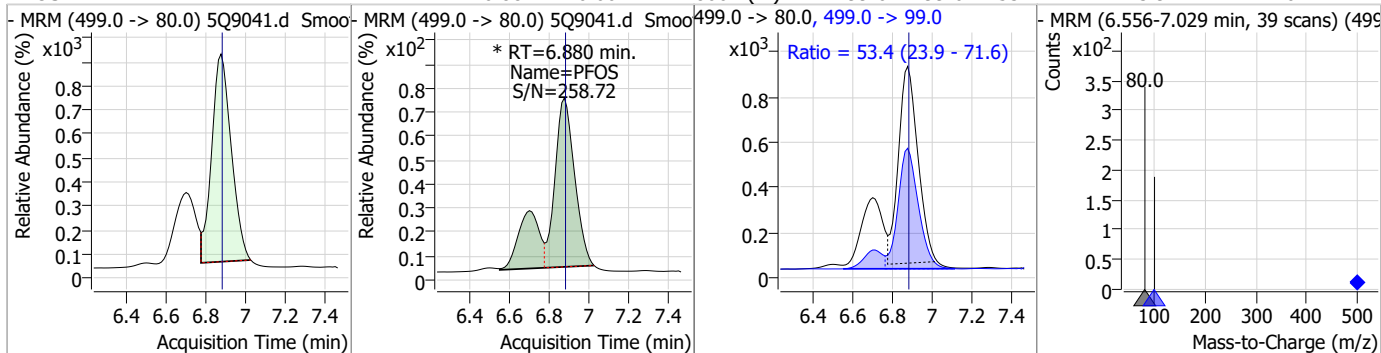 - MRM (499.0 -> 80.0) 5Q9041.d Smoo
x10³
Relative Abundance (%)
0.8
0.7
0.6
0.5
0.4
0.3
0.2
0.1
0
6.4 6.6 6.8 7 7.2 7.4
Acquisition Time (min)
- MRM (499.0 -> 80.0) 5Q9041.d Smoo
x10²
* RT=6.880 min.
Name=PFOS
S/N=258.72
Relative Abundance (%)
0.8
0.7
0.6
0.5
0.4
0.3
0.2
0.1
0
6.4 6.6 6.8 7 7.2 7.4
Acquisition Time (min)
499.0 -> 80.0, 499.0 -> 99.0
x10³
Ratio = 53.4 (23.9 - 71.6)
0.8
0.6
0.4
0.2
0
6.4 6.6 6.8 7 7.2 7.4
Acquisition Time (min)
- MRM (6.556-7.029 min, 39 scans) (499
x10²
Counts
80.0
3.5
3
2.5
2
1.5
1
0.5
0
100 200 300 400 500
Mass-to-Charge (m/z)